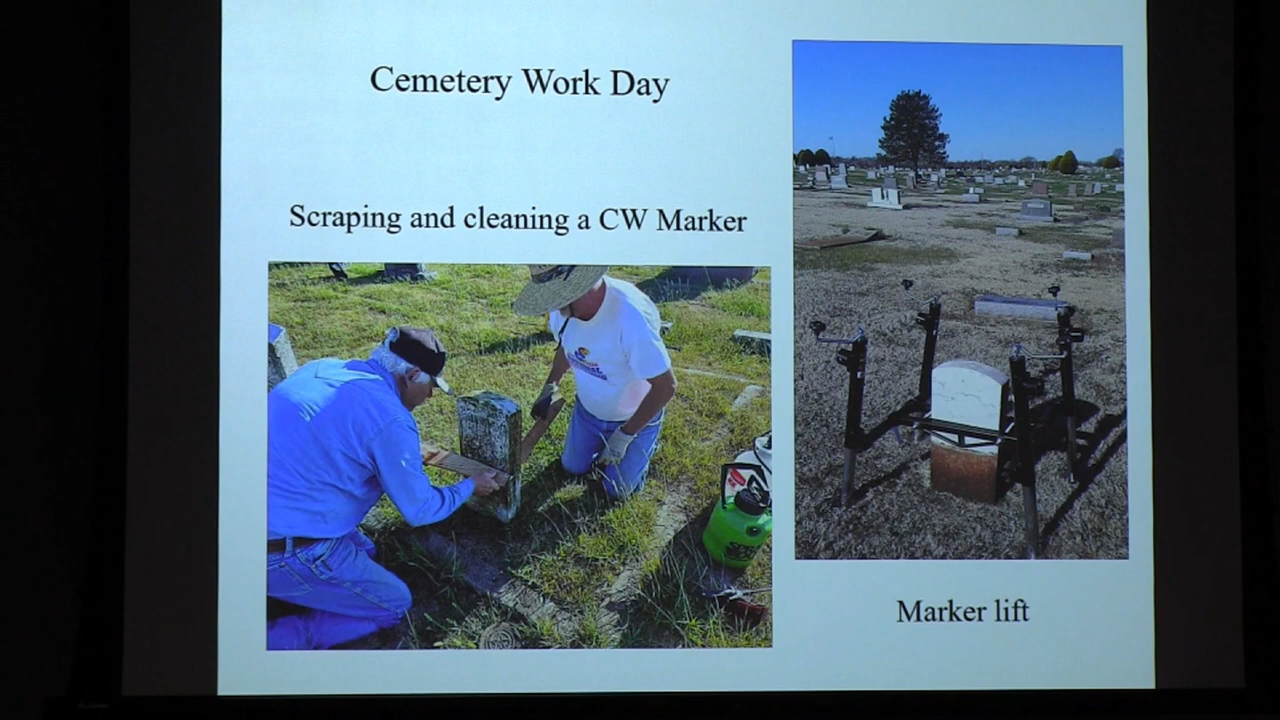 Cemetery Work Day
Scraping and cleaning a CW Marker
Marker lift